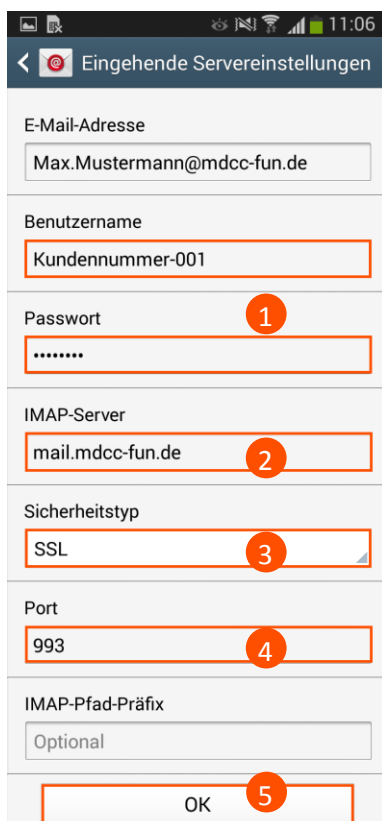 11:06
Eingehende Servereinstellungen
E-Mail-Adresse
Max.Mustermann@mdcc-fun.de
Benutzername
Kundennummer-001
Passwort
1
••••••••
IMAP-Server
mail.mdcc-fun.de
2
Sicherheitstyp
SSL
3
Port
993
4
IMAP-Pfad-Präfix
Optional
OK
5